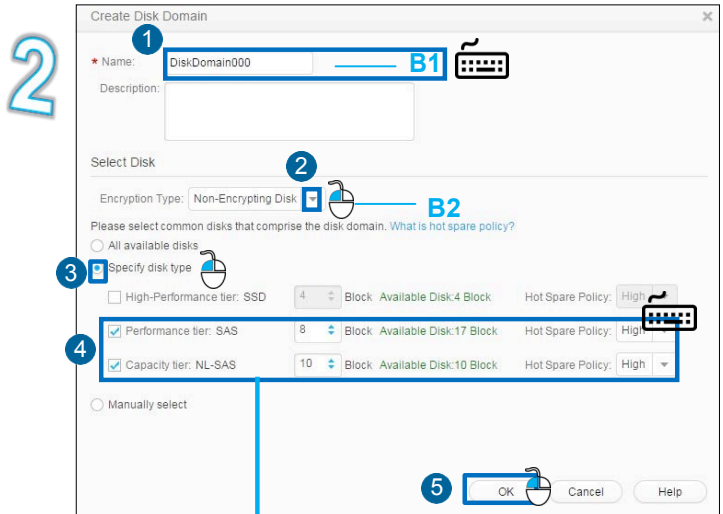 2
Create Disk Domain
1
* Name: DiskDomain000 B1
Description:
Select Disk
2
Encryption Type: Non-Encrypting Disk B2
Please select common disks that comprise the disk domain. What is hot spare policy?
All available disks
3 Specify disk type
High-Performance tier: SSD 4 Block Available Disk:4 Block Hot Spare Policy: High
Performance tier: SAS 8 Block Available Disk:17 Block Hot Spare Policy: High
4
Capacity tier: NL-SAS 10 Block Available Disk:10 Block Hot Spare Policy: High
Manually select
5 OK Cancel Help